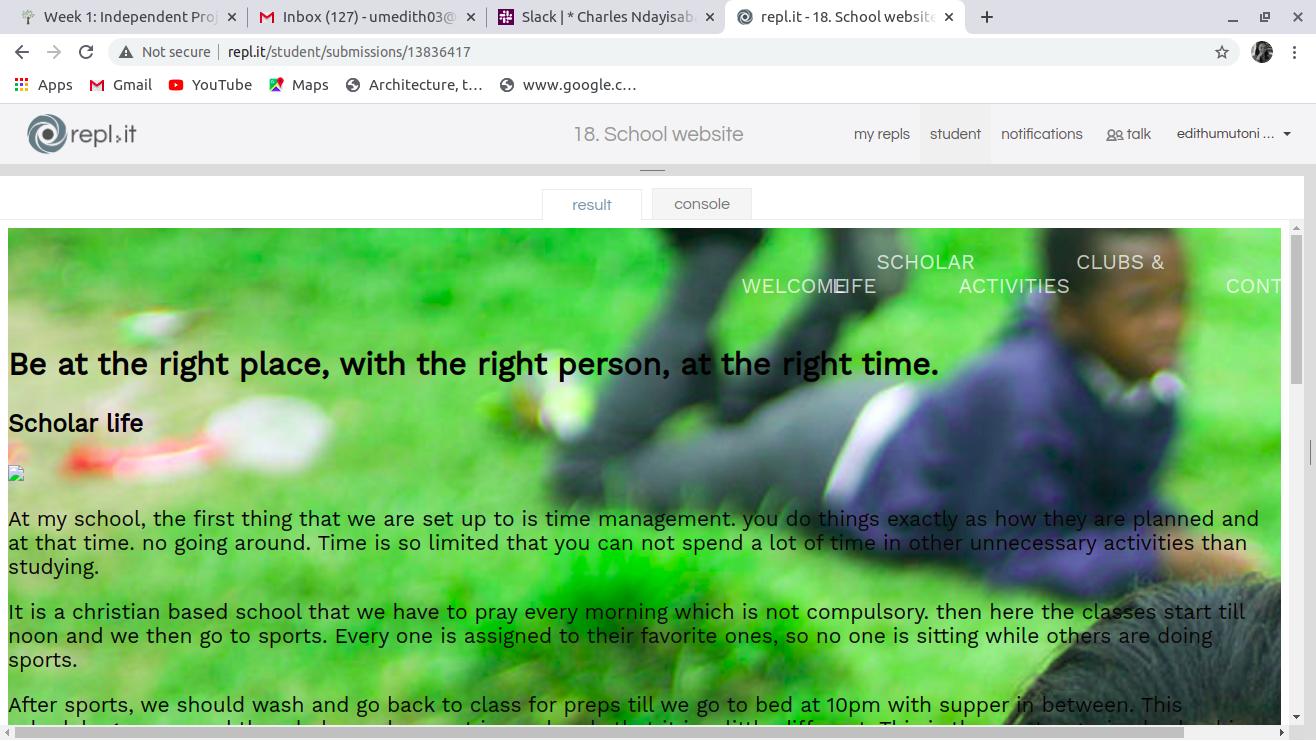 Week 1: Independent Proj
Inbox (127) - umedith03@
Slack | * Charles Ndayisab
repl.it - 18. School website
Not secure
repl.it/student/submissions/13836417
Apps
Gmail
YouTube
Maps
Architecture, t…
www.google.c…
repl.it
18. School website
my repls
student
notifications
talk
edithumutoni …
result
console
SCHOLAR CLUBS &
WELCOME LIFE ACTIVITIES CONT
Be at the right place, with the right person, at the right time.
Scholar life
At my school, the first thing that we are set up to is time management. you do things exactly as how they are planned and
at that time. no going around. Time is so limited that you can not spend a lot of time in other unnecessary activities than
studying.
It is a christian based school that we have to pray every morning which is not compulsory. then here the classes start till
noon and we then go to sports. Every one is assigned to their favorite ones, so no one is sitting while others are doing
sports.
After sports, we should wash and go back to class for preps till we go to bed at 10pm with supper in between. This